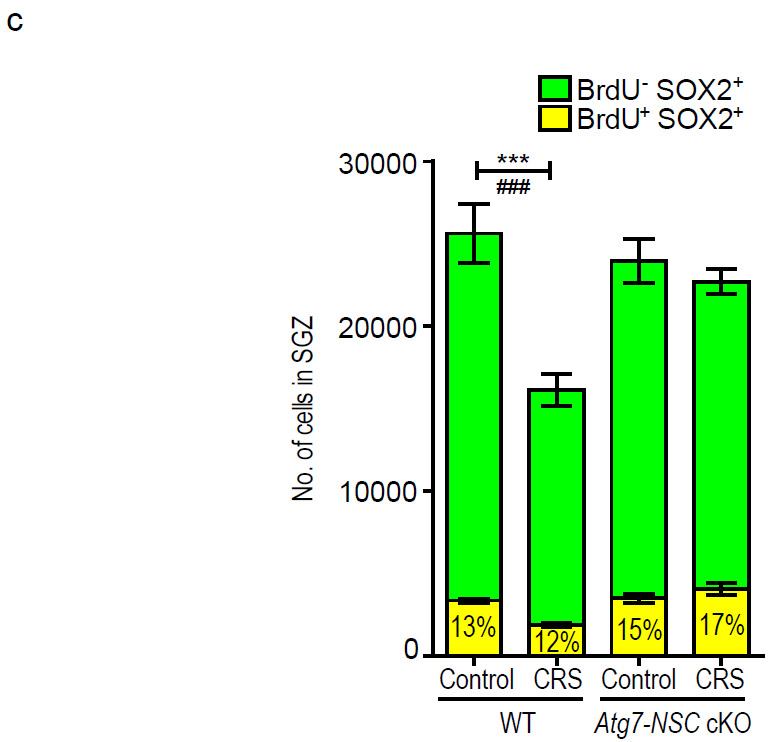 C
BrdU⁻ SOX2⁺
BrdU⁺ SOX2⁺
30000
***
###
20000
No. of cells in SGZ
10000
13%
12%
15%
17%
0
Control CRS Control CRS
WT Atg7-NSC cKO